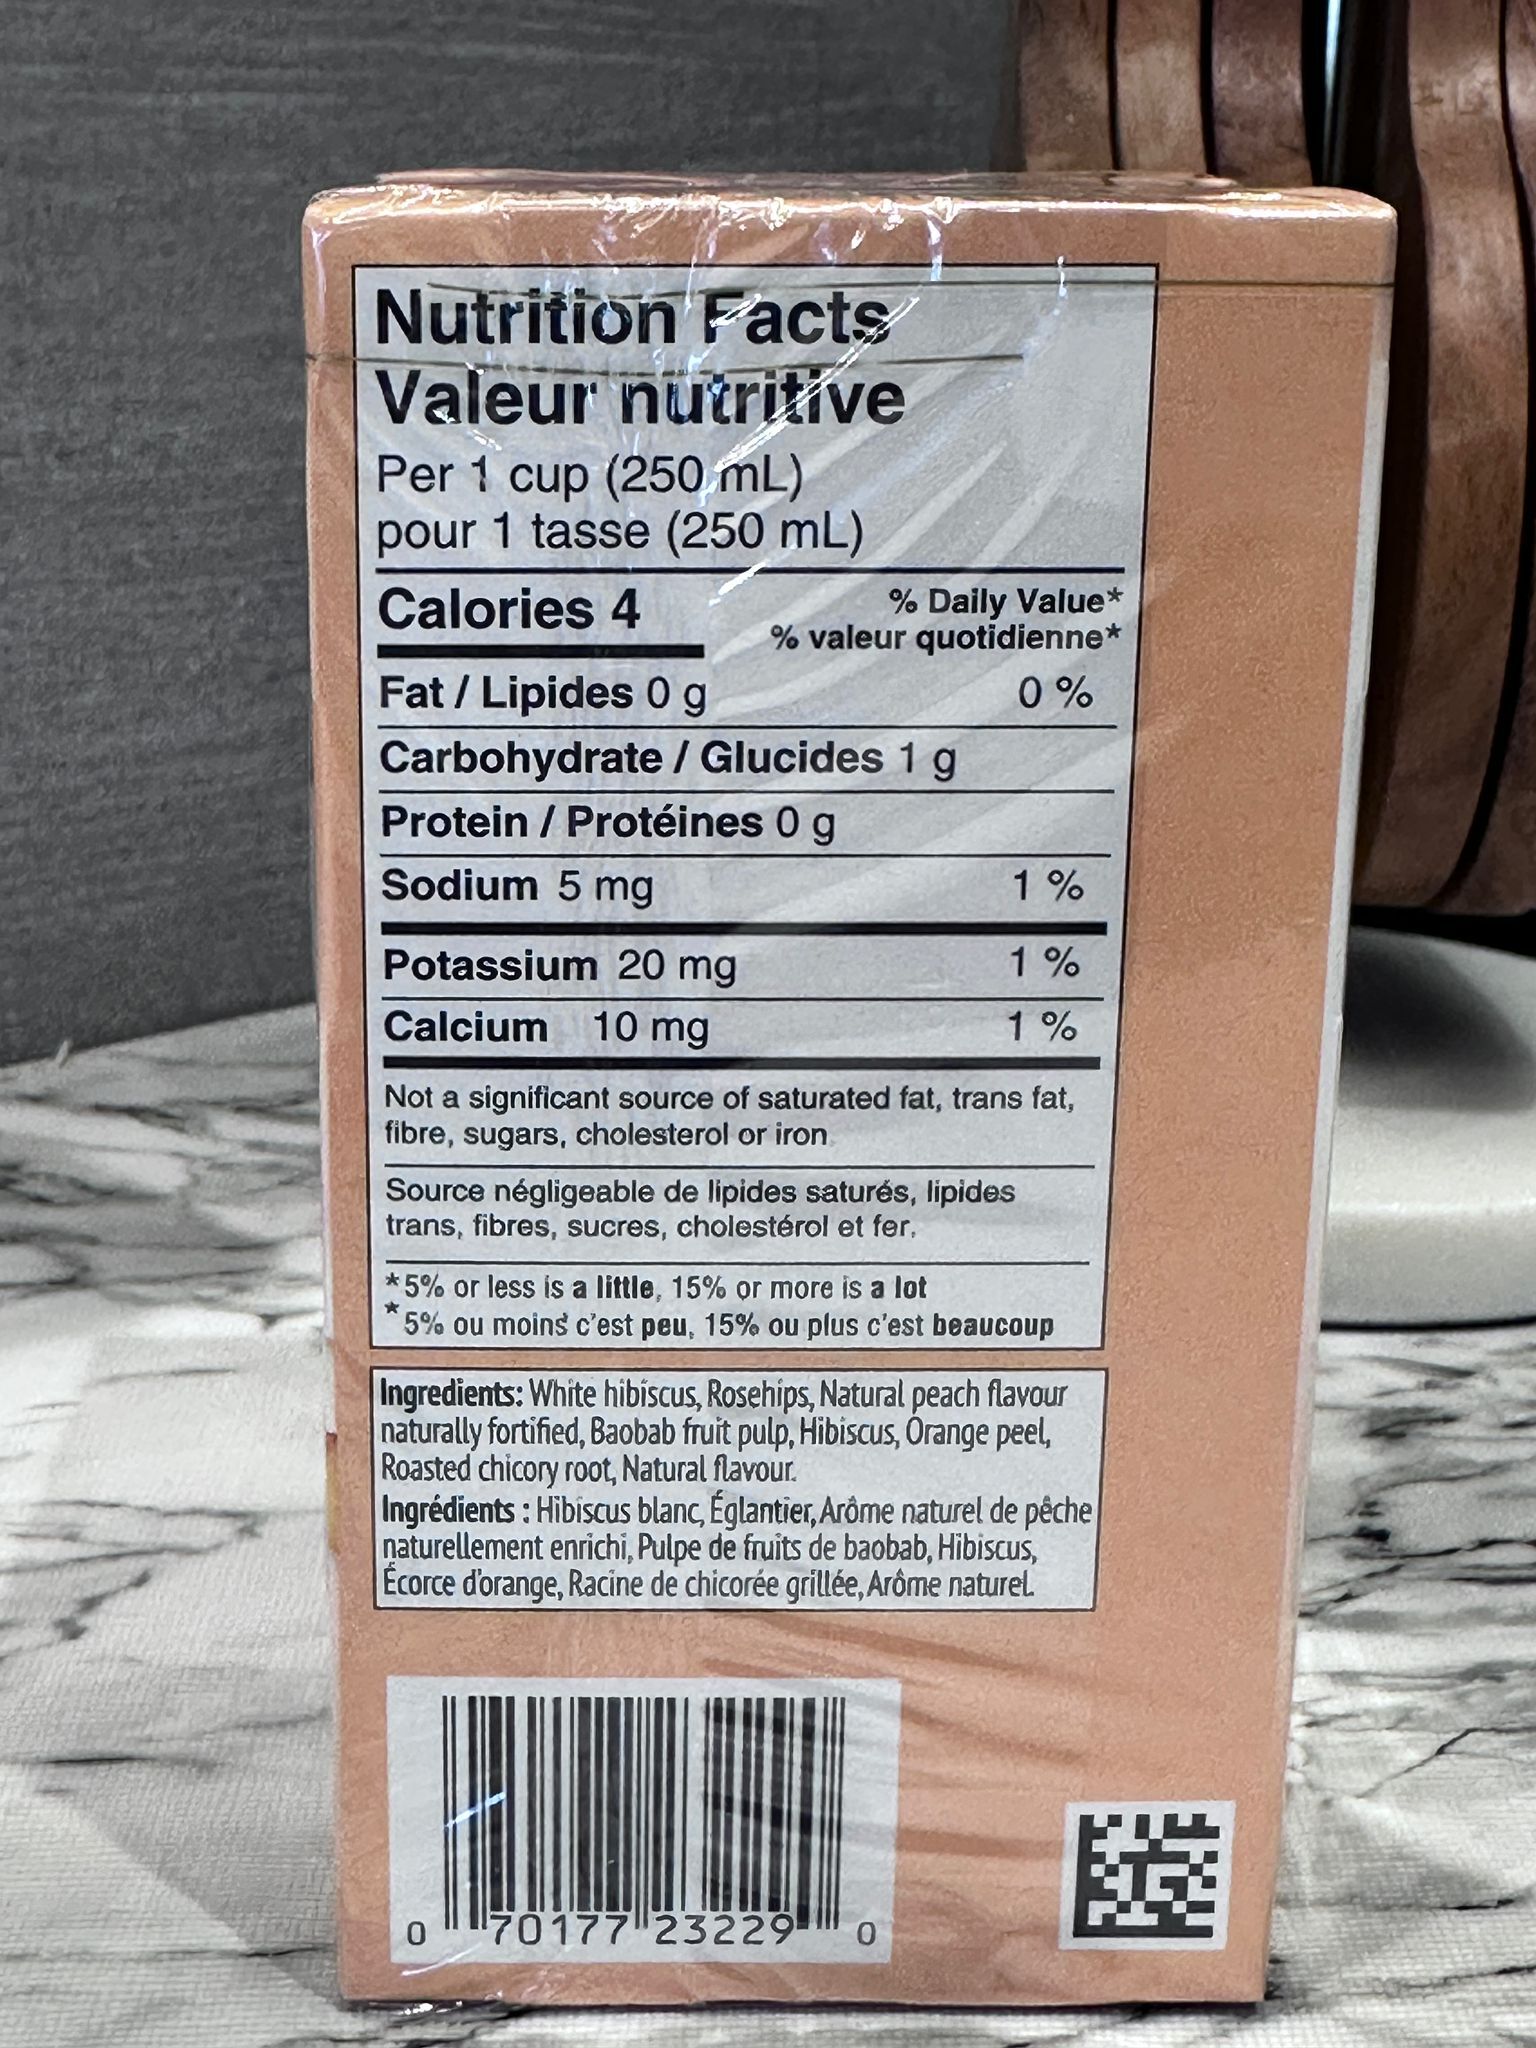 Nutrition Facts
Valeur nutritive
Per 1 cup (250 mL)
pour 1 tasse (250 mL)
Calories 4
% Daily Value*
% valeur quotidienne*
Fat / Lipides 0 g 0 %
Carbohydrate / Glucides 1 g
Protein / Protéines 0 g
Sodium 5 mg 1 %
Potassium 20 mg 1 %
Calcium 10 mg 1 %
Not a significant source of saturated fat, trans fat,
fibre, sugars, cholesterol or iron
Source négligeable de lipides saturés, lipides
trans, fibres, sucres, cholestérol et fer.
*5% or less is a little, 15% or more is a lot
*5% ou moins c'est peu, 15% ou plus c'est beaucoup
Ingredients: White hibiscus, Rosehips, Natural peach flavour
naturally fortified, Baobab fruit pulp, Hibiscus, Orange peel,
Roasted chicory root, Natural flavour.
Ingrédients : Hibiscus blanc, Églantier, Arôme naturel de pêche
naturellement enrichi, Pulpe de fruits de baobab, Hibiscus,
Écorce d'orange, Racine de chicorée grillée, Arôme naturel.
0 70177 23229 0